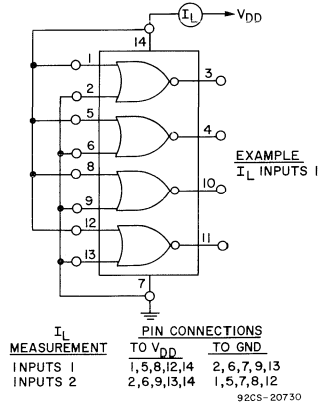 I_L
V_DD
14
1
2
3
5
6
4
8
9
10
12
13
11
7
EXAMPLE
I_L INPUTS 1
I_L PIN CONNECTIONS
MEASUREMENT TO V_DD TO GND
INPUTS 1 1,5,8,12,14 2,6,7,9,13
INPUTS 2 2,6,9,13,14 1,5,7,8,12
92CS-20730